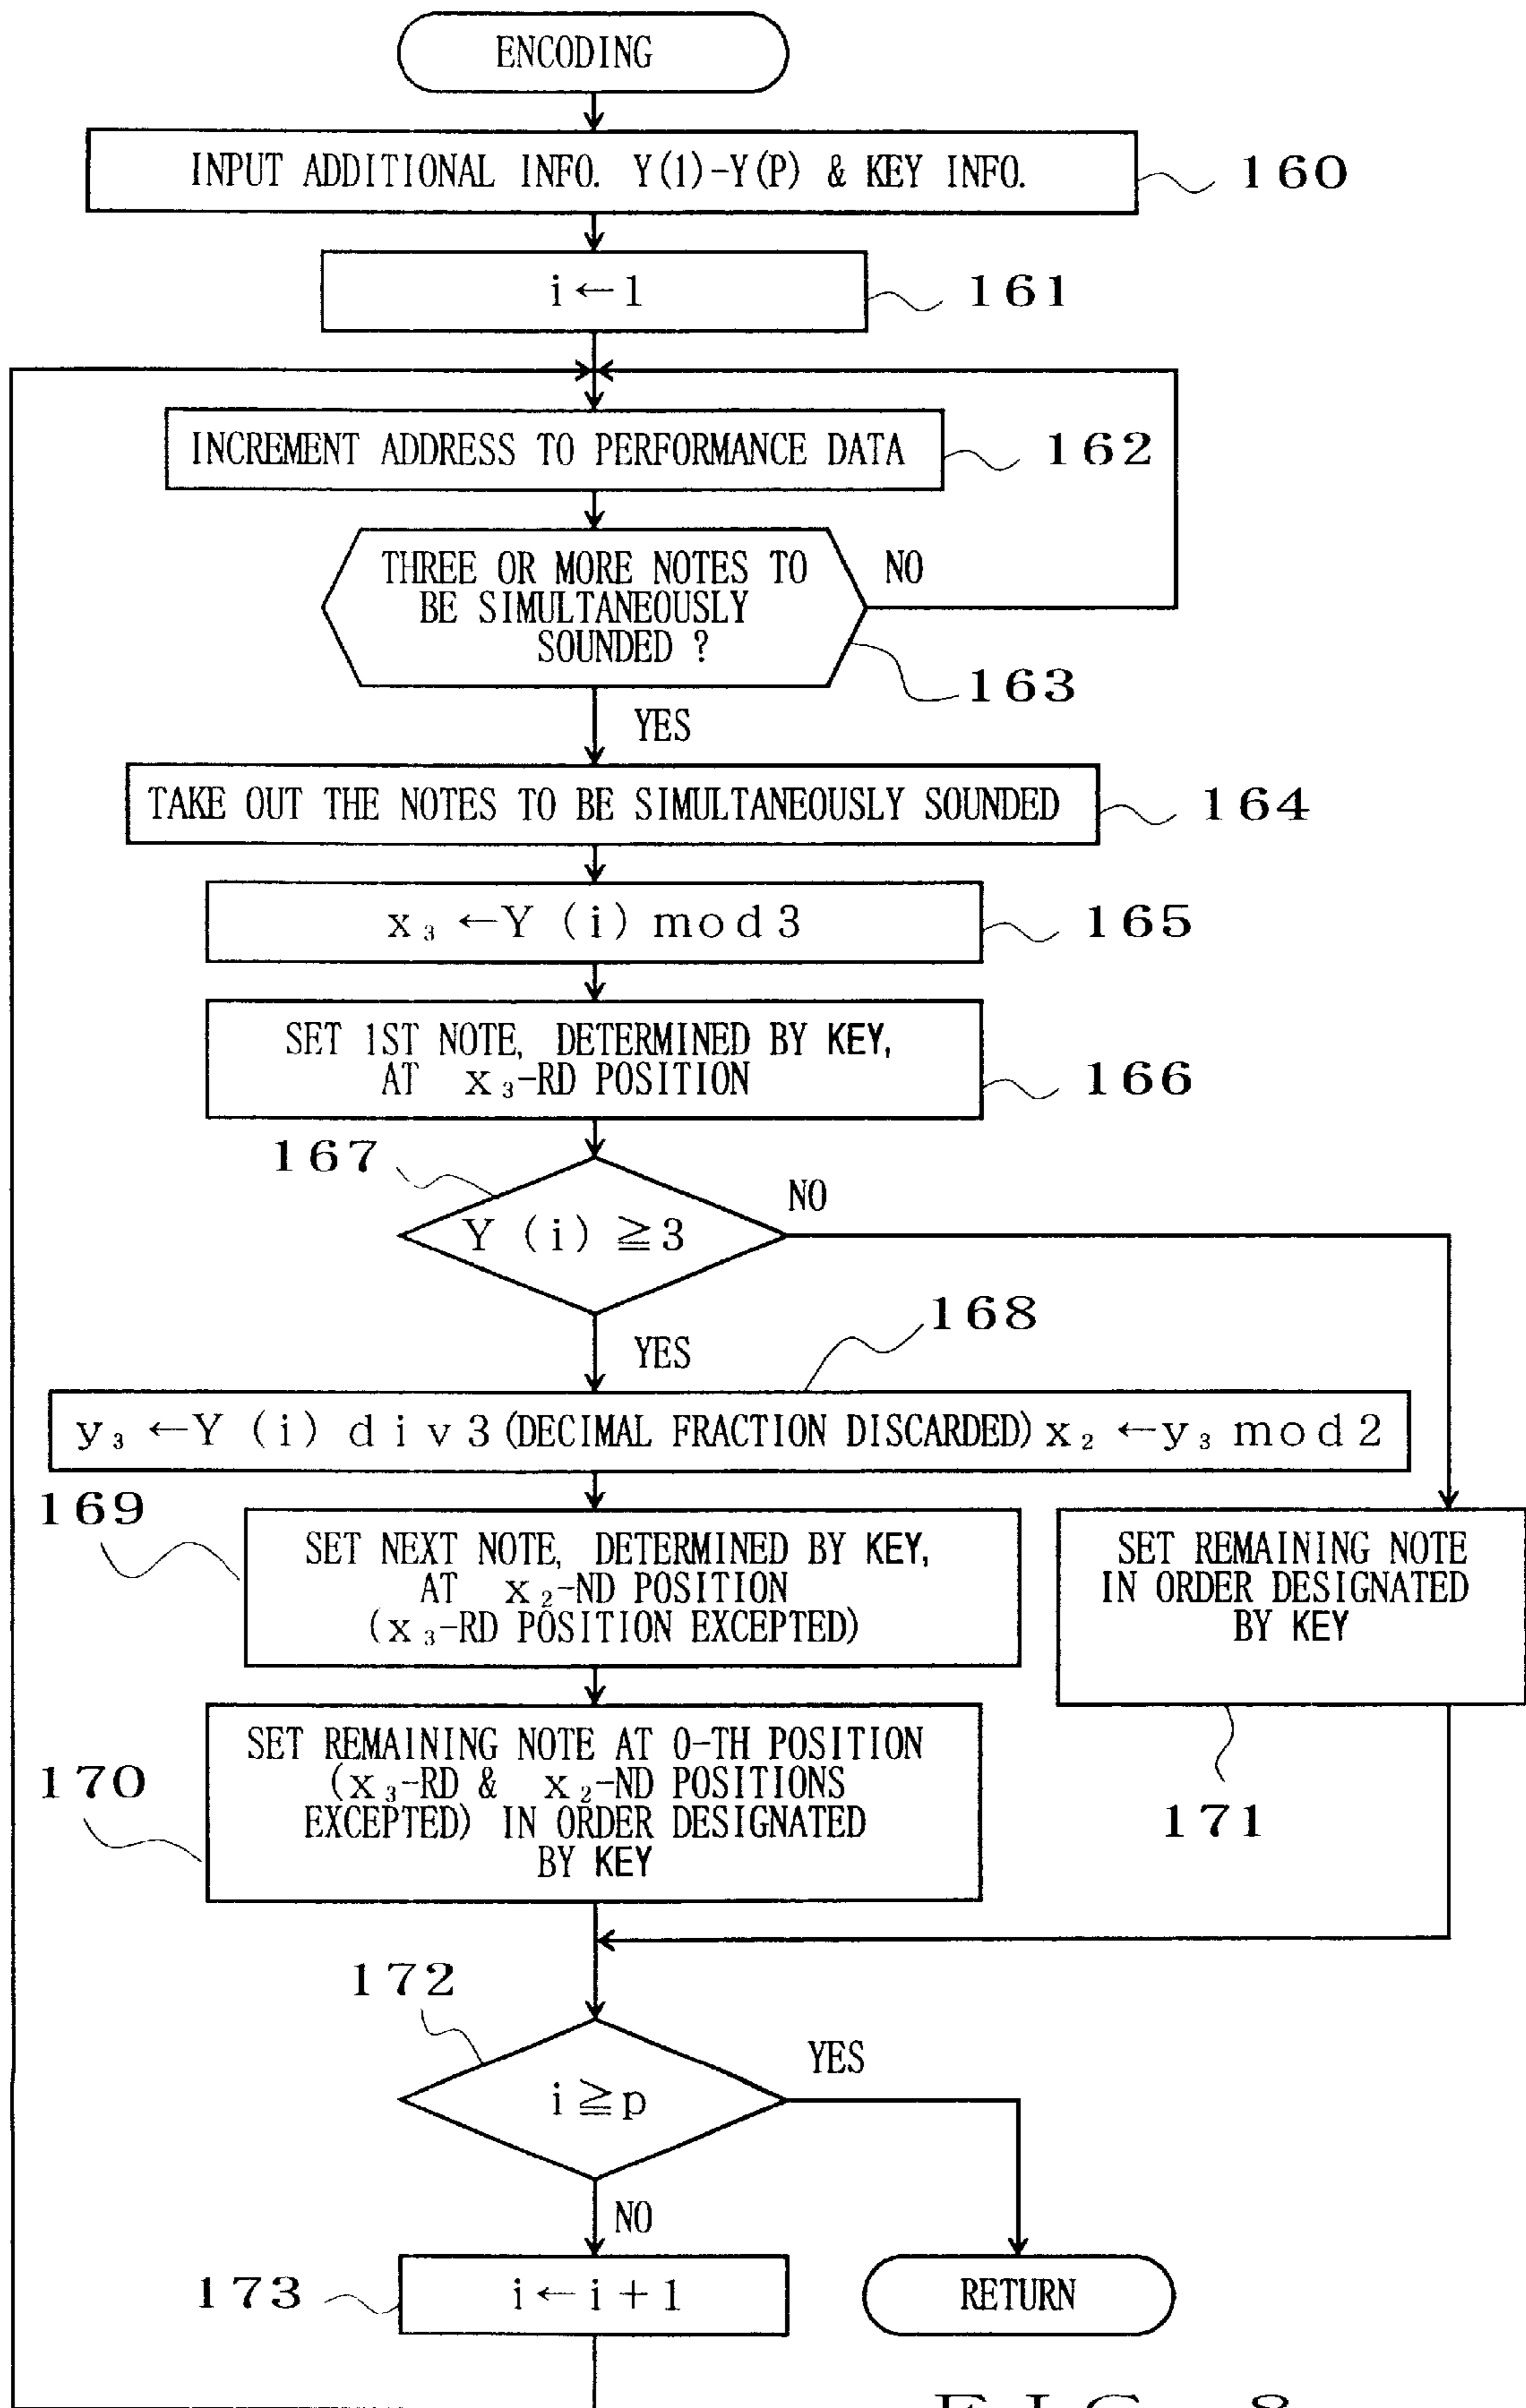 ENCODING
INPUT ADDITIONAL INFO. Y(1)-Y(P) & KEY INFO.
160
i←1
161
INCREMENT ADDRESS TO PERFORMANCE DATA
162
THREE OR MORE NOTES TO
BE SIMULTANEOUSLY
SOUNDED ?
NO
163
YES
TAKE OUT THE NOTES TO BE SIMULTANEOUSLY SOUNDED
164
x₃ ←Y (i) mod3
165
SET 1ST NOTE, DETERMINED BY KEY,
AT x₃-RD POSITION
166
167
NO
Y (i) ≧3
168
YES
y₃ ←Y (i) div3(DECIMAL FRACTION DISCARDED) x₂ ←y₃ mod2
169
SET NEXT NOTE, DETERMINED BY KEY,
AT x₂-ND POSITION
(x₃-RD POSITION EXCEPTED)
SET REMAINING NOTE
IN ORDER DESIGNATED
BY KEY
170
SET REMAINING NOTE AT 0-TH POSITION
(x₃-RD & x₂-ND POSITIONS
EXCEPTED) IN ORDER DESIGNATED
BY KEY
171
172
YES
i≧p
NO
173
i←i+1
RETURN
FIG. 8